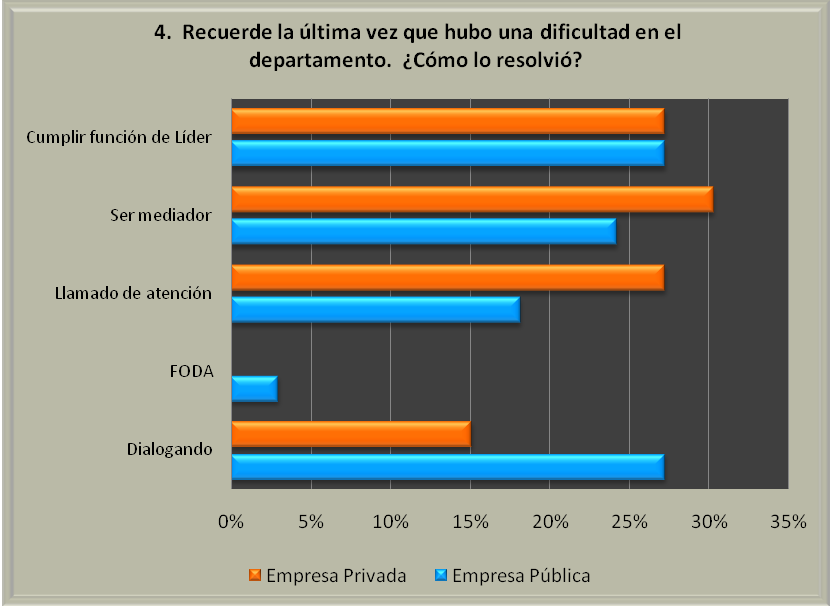 4. Recuerde la última vez que hubo una dificultad en el
departamento. ¿Cómo lo resolvió?
Cumplir función de Líder
Ser mediador
Llamado de atención
FODA
Dialogando
0% 5% 10% 15% 20% 25% 30% 35%
Empresa Privada Empresa Pública